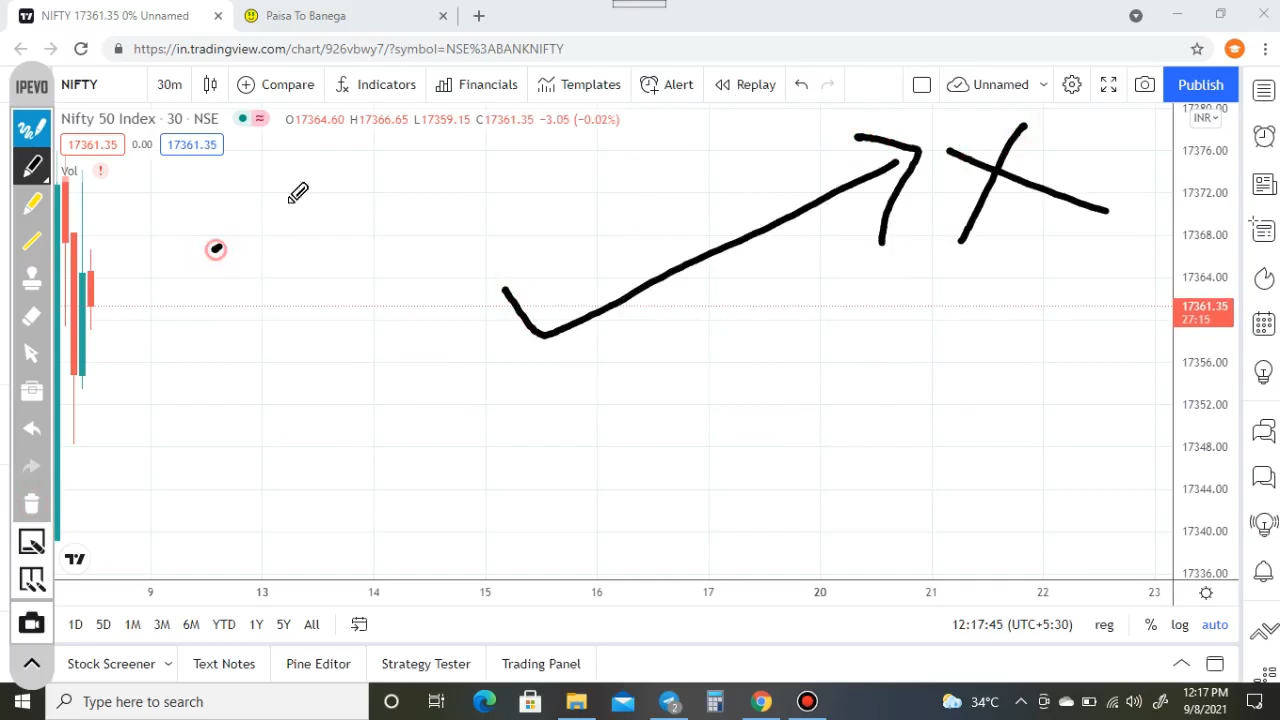 NIFTY 17361.35 0% Unnamed
Paisa To Banega
https://in.tradingview.com/chart/926vbwy7/?symbol=NSE%3ABANKNIFTY
IPEVO
NIFTY
30m
Compare
Indicators
Financials
Templates
Alert
Replay
Unnamed
Publish
Nifty 50 Index · 30 · NSE
O17364.60 H17366.65 L17359.15 C17361.35 −3.05 (−0.02%)
INR
17361.35
0.00
17361.35
Vol
17280.00
17376.00
17372.00
17368.00
17364.00
17361.35
27:15
17356.00
17352.00
17348.00
17344.00
17340.00
17336.00
X
9 13 14 15 16 17 20 21 22 23
1D 5D 1M 3M 6M YTD 1Y 5Y All
12:17:45 (UTC+5:30)
reg
% log auto
Stock Screener
Text Notes
Pine Editor
Strategy Tester
Trading Panel
Type here to search
2
34°C
12:17 PM
9/8/2021